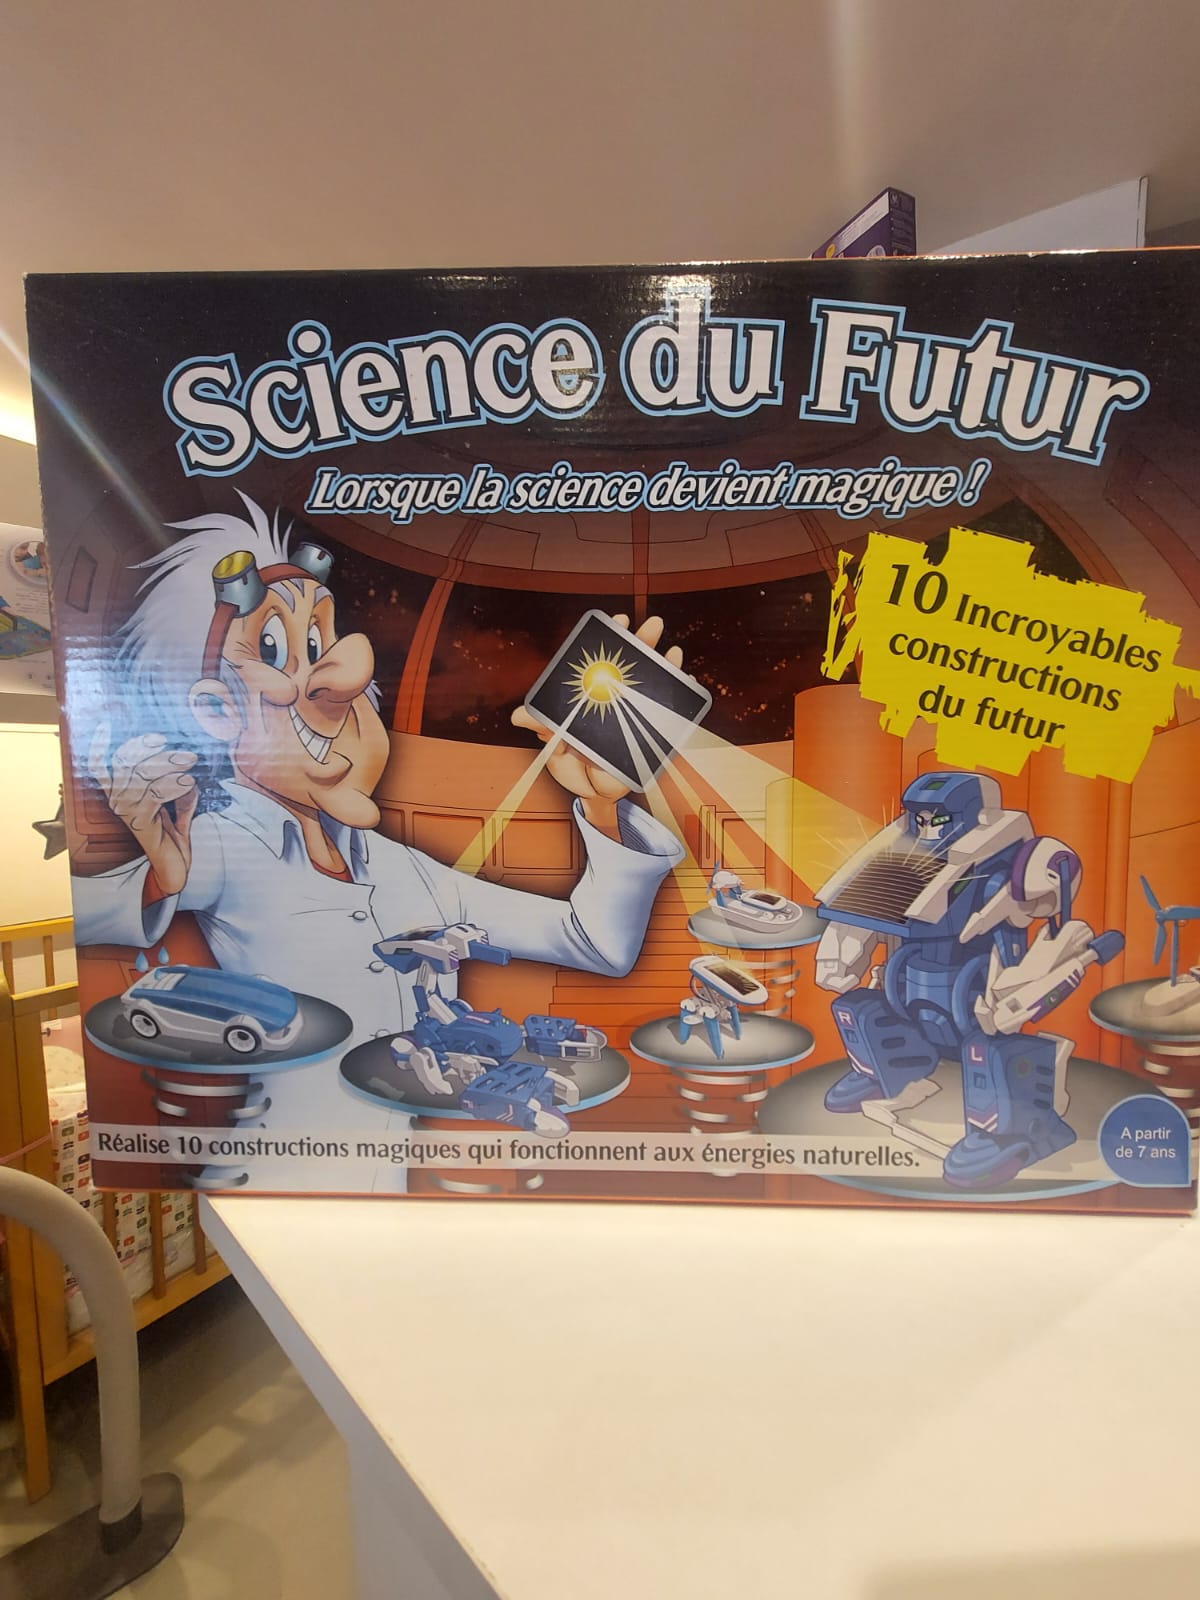 Science du Futur
Lorsque la science devient magique !
10 Incroyables
constructions
du futur
R
L
Réalise 10 constructions magiques qui fonctionnent aux énergies naturelles.
A partir
de 7 ans